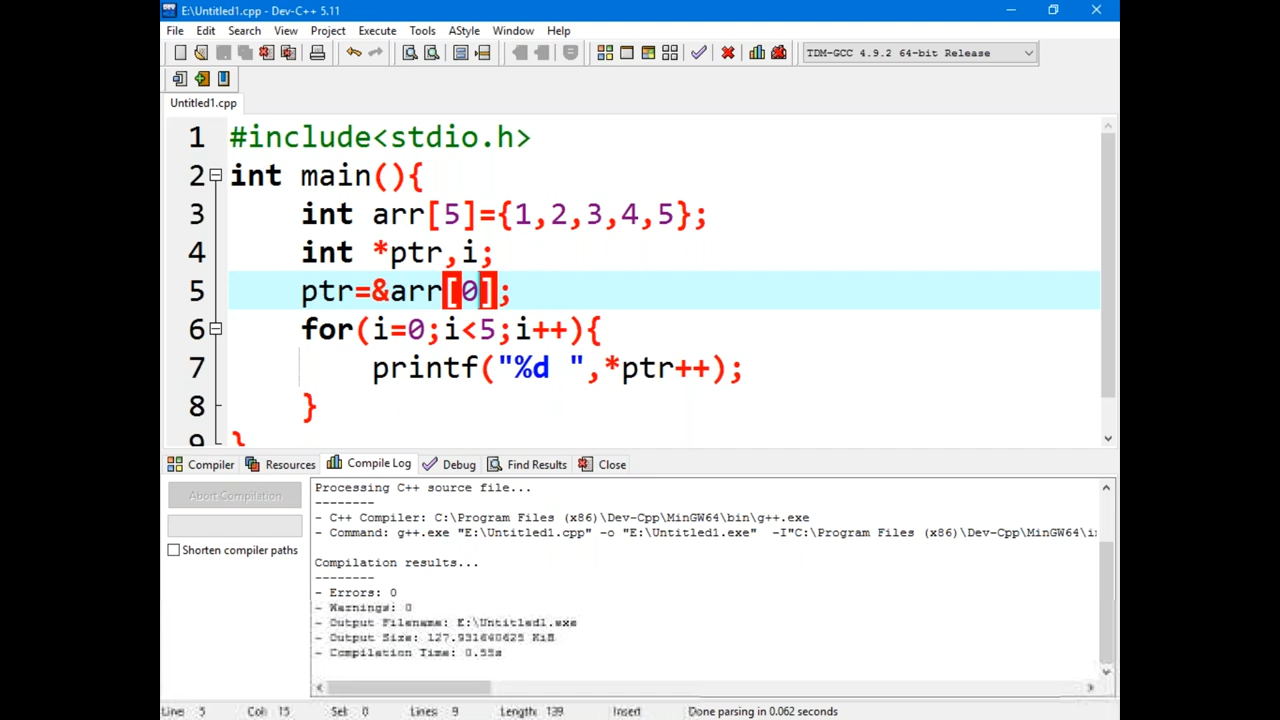 E:\Untitled1.cpp - Dev-C++ 5.11
File Edit Search View Project Execute Tools AStyle Window Help
TDM-GCC 4.9.2 64-bit Release
Untitled1.cpp
1 #include<stdio.h>
2 int main(){
3 int arr[5]={1,2,3,4,5};
4 int *ptr,i;
5 ptr=&arr[0];
6 for(i=0;i<5;i++){
7 printf("%d ",*ptr++);
8 }
9 }
Compiler Resources Compile Log Debug Find Results Close
Abort Compilation
Shorten compiler paths
Processing C++ source file...
--------
- C++ Compiler: C:\Program Files (x86)\Dev-Cpp\MinGW64\bin\g++.exe
- Command: g++.exe "E:\Untitled1.cpp" -o "E:\Untitled1.exe" -I"C:\Program Files (x86)\Dev-Cpp\MinGW64\i
Compilation results...
--------
- Errors: 0
- Warnings: 0
- Output Filename: E:\Untitled1.exe
- Output Size: 127.931640625 KiB
- Compilation Time: 0.55s
Line: 5 Col: 15 Sel: 0 Lines: 9 Length: 139 Insert Done parsing in 0.062 seconds